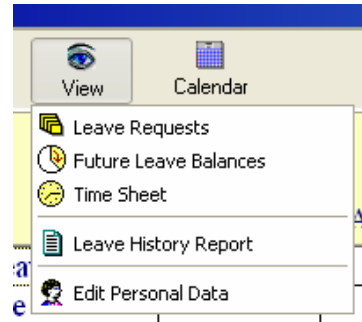 View Calendar
Leave Requests
Future Leave Balances
Time Sheet
Leave History Report
Edit Personal Data